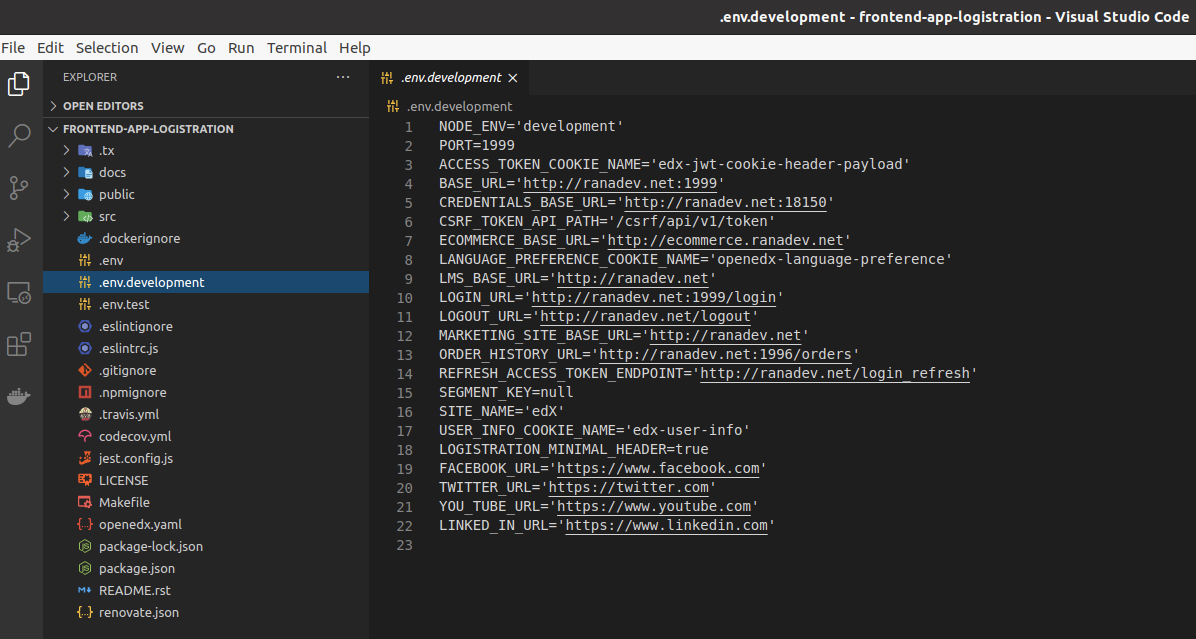 .env.development - frontend-app-logistration - Visual Studio Code
File Edit Selection View Go Run Terminal Help
EXPLORER
OPEN EDITORS
FRONTEND-APP-LOGISTRATION
.tx
docs
public
src
.dockerignore
.env
.env.development
.env.test
.eslintignore
.eslintrc.js
.gitignore
.npmignore
.travis.yml
codecov.yml
jest.config.js
LICENSE
Makefile
openedx.yaml
package-lock.json
package.json
README.rst
renovate.json
.env.development
.env.development
1 NODE_ENV='development'
2 PORT=1999
3 ACCESS_TOKEN_COOKIE_NAME='edx-jwt-cookie-header-payload'
4 BASE_URL='http://ranadev.net:1999'
5 CREDENTIALS_BASE_URL='http://ranadev.net:18150'
6 CSRF_TOKEN_API_PATH='/csrf/api/v1/token'
7 ECOMMERCE_BASE_URL='http://ecommerce.ranadev.net'
8 LANGUAGE_PREFERENCE_COOKIE_NAME='openedx-language-preference'
9 LMS_BASE_URL='http://ranadev.net'
10 LOGIN_URL='http://ranadev.net:1999/login'
11 LOGOUT_URL='http://ranadev.net/logout'
12 MARKETING_SITE_BASE_URL='http://ranadev.net'
13 ORDER_HISTORY_URL='http://ranadev.net:1996/orders'
14 REFRESH_ACCESS_TOKEN_ENDPOINT='http://ranadev.net/login_refresh'
15 SEGMENT_KEY=null
16 SITE_NAME='edX'
17 USER_INFO_COOKIE_NAME='edx-user-info'
18 LOGISTRATION_MINIMAL_HEADER=true
19 FACEBOOK_URL='https://www.facebook.com'
20 TWITTER_URL='https://twitter.com'
21 YOU_TUBE_URL='https://www.youtube.com'
22 LINKED_IN_URL='https://www.linkedin.com'
23